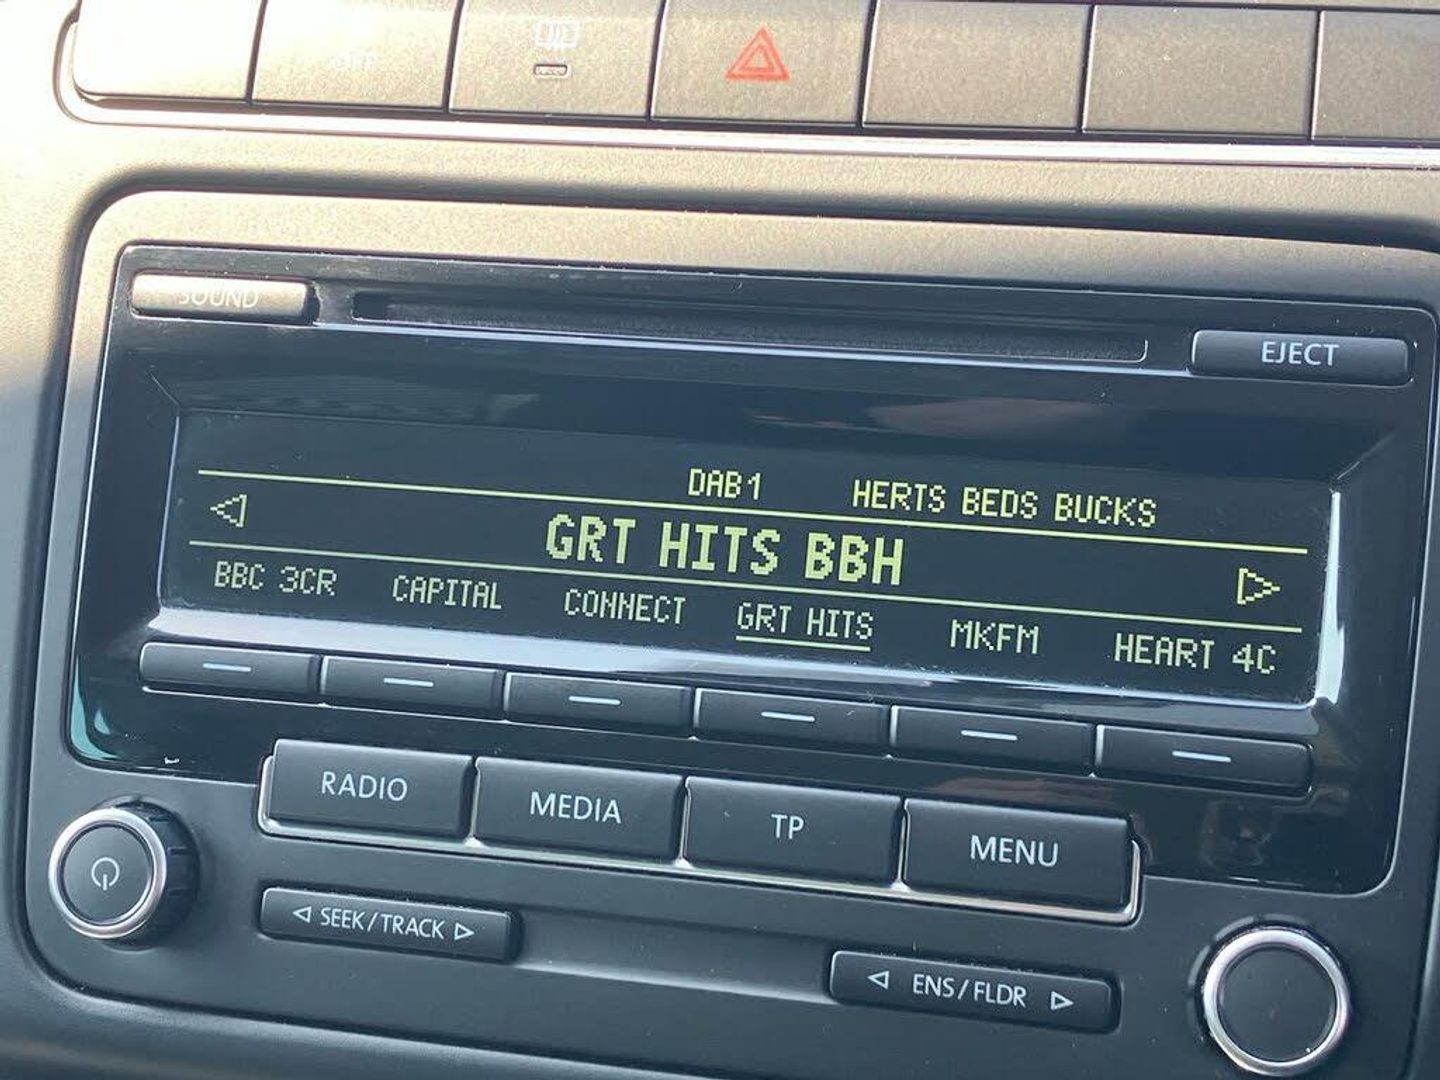 SOUND
EJECT
DAB1 HERTS BEDS BUCKS
GRT HITS BBH
BBC 3CR CAPITAL CONNECT GRT HITS MKFM HEART 4C
RADIO MEDIA TP MENU
SEEK/TRACK
ENS/FLDR